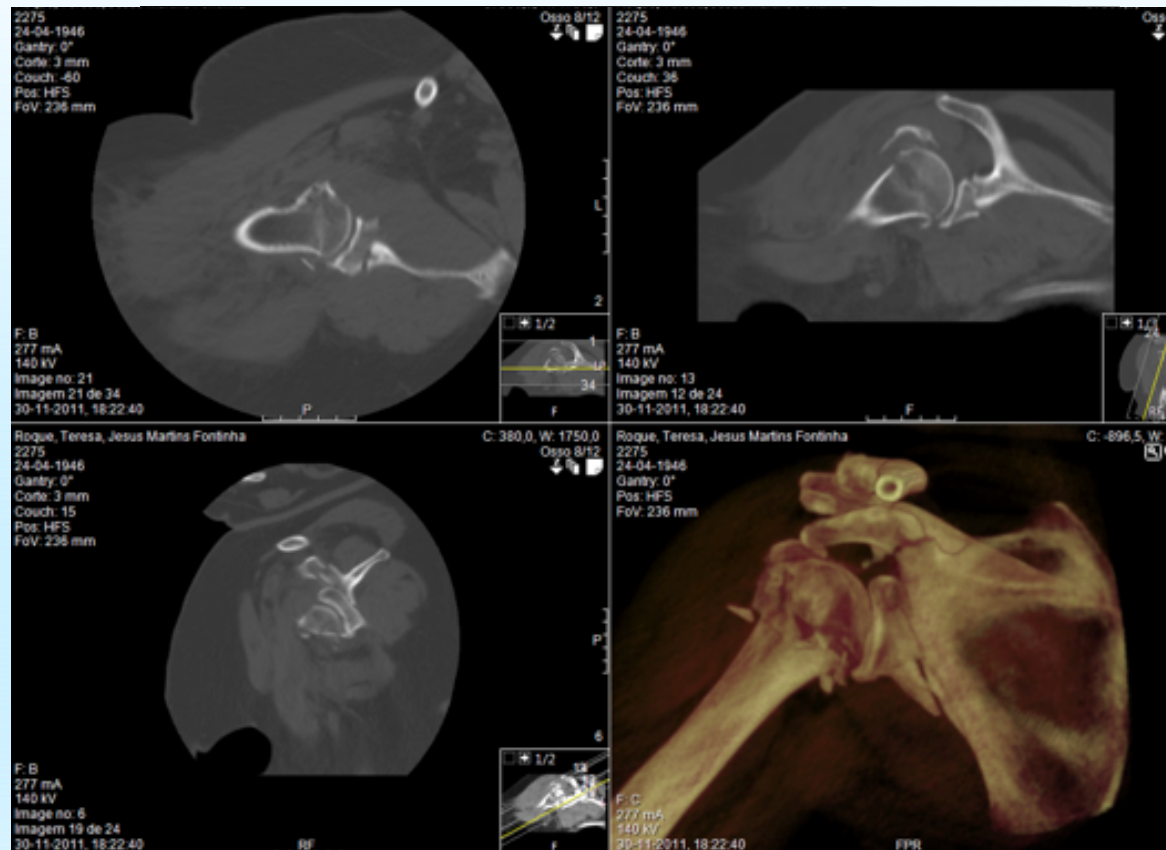 2275
24-04-1946
Gantry: 0°
Corte: 3 mm
Couch: -60
Pos: HFS
FoV: 236 mm
Osso 8/12
L
2
1/2
1
34
F
F: B
277 mA
140 kV
Image no: 21
Imagem 21 de 34
30-11-2011, 18:22:40
P
2275
24-04-1946
Gantry: 0°
Corte: 3 mm
Couch: 36
Pos: HFS
FoV: 236 mm
Oss
F: B
277 mA
140 kV
Image no: 13
Imagem 12 de 24
30-11-2011, 18:22:40
F
Roque, Teresa, Jesus Martins Fontinha
2275
24-04-1946
Gantry: 0°
Corte: 3 mm
Couch: 15
Pos: HFS
FoV: 236 mm
C: 380,0, W: 1750,0
Osso 8/12
P
6
1/2
F
F: B
277 mA
140 kV
Image no: 6
Imagem 19 de 24
30-11-2011, 18:22:40
RF
Roque, Teresa, Jesus Martins Fontinha
2275
24-04-1946
Gantry: 0°
Pos: HFS
FoV: 236 mm
C: -896,5, W:
F: C
277 mA
140 kV
30-11-2011, 18:22:40
FPR